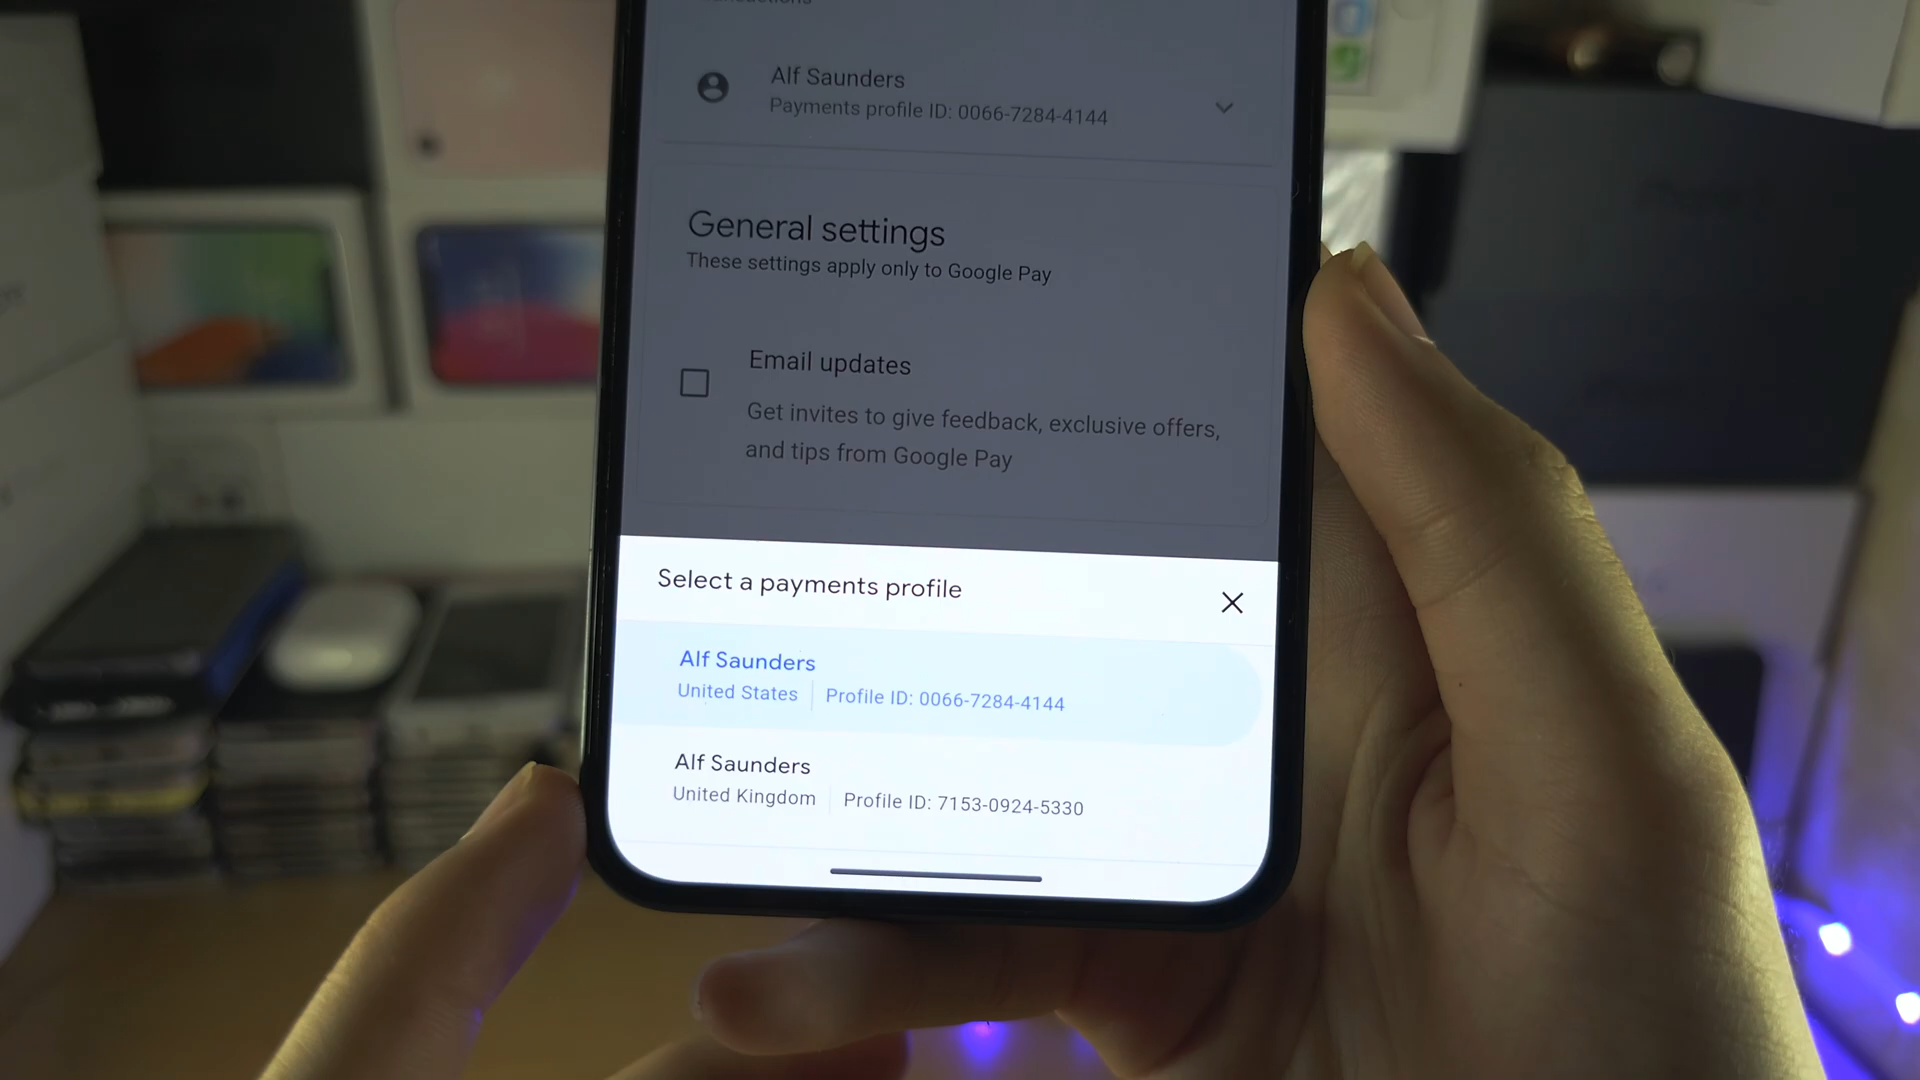 Alf Saunders
Payments profile ID: 0066-7284-4144
General settings
These settings apply only to Google Pay
Email updates
Get invites to give feedback, exclusive offers,
and tips from Google Pay
Select a payments profile
Alf Saunders
United States | Profile ID: 0066-7284-4144
Alf Saunders
United Kingdom | Profile ID: 7153-0924-5330